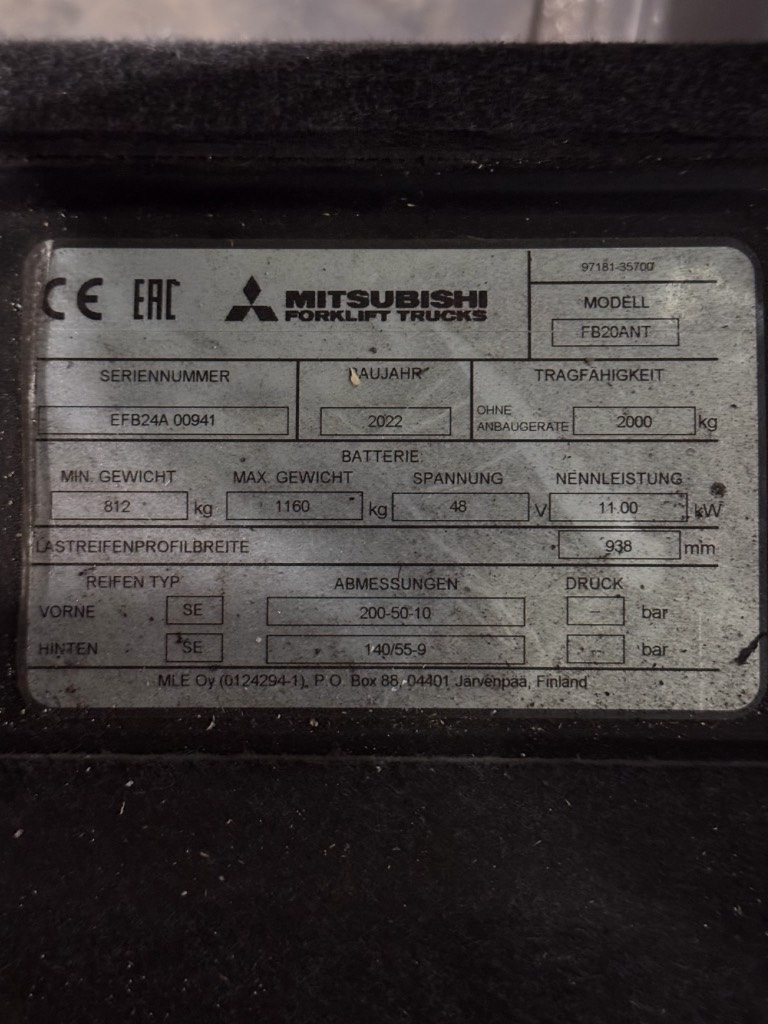 CE EAC MITSUBISHI
FORKLIFT TRUCKS
97181-35700
MODELL
FB20ANT
SERIENNUMMER BAUJAHR TRAGFÄHIGKEIT
EFB24A 00941 2022 OHNE ANBAUGERÄTE 2000 kg
BATTERIE
MIN. GEWICHT MAX. GEWICHT SPANNUNG NENNLEISTUNG
812 kg 1160 kg 48 V 11.00 kW
LASTREIFENPROFILBREITE 938 mm
REIFEN TYP ABMESSUNGEN DRUCK
VORNE SE 200-50-10 — bar
HINTEN SE 140/55-9 — bar
MLE Oy (0124294-1), P.O. Box 88, 04401 Järvenpää, Finland